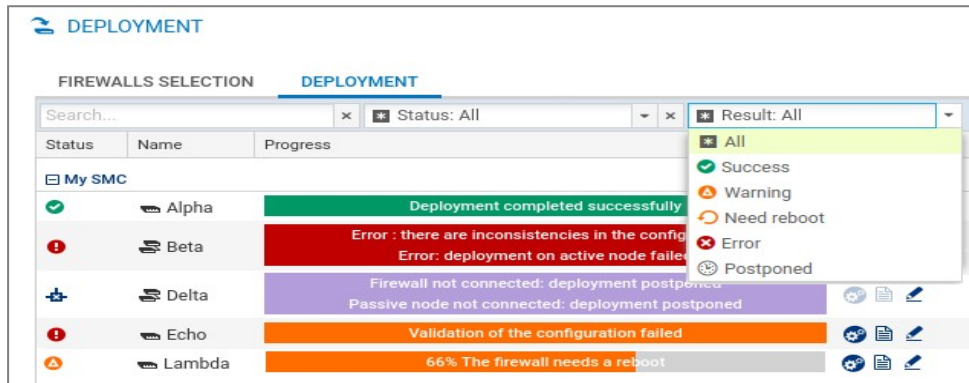 DEPLOYMENT
FIREWALLS SELECTION DEPLOYMENT
Search... Status: All Result: All
Status Name Progress
All
Success
Warning
Need reboot
Error
Postponed
My SMC
Alpha Deployment completed successfully
Beta Error : there are inconsistencies in the config
Error: deployment on active node failed
Delta Firewall not connected: deployment postponed
Passive node not connected: deployment postponed
Echo Validation of the configuration failed
Lambda 66% The firewall needs a reboot